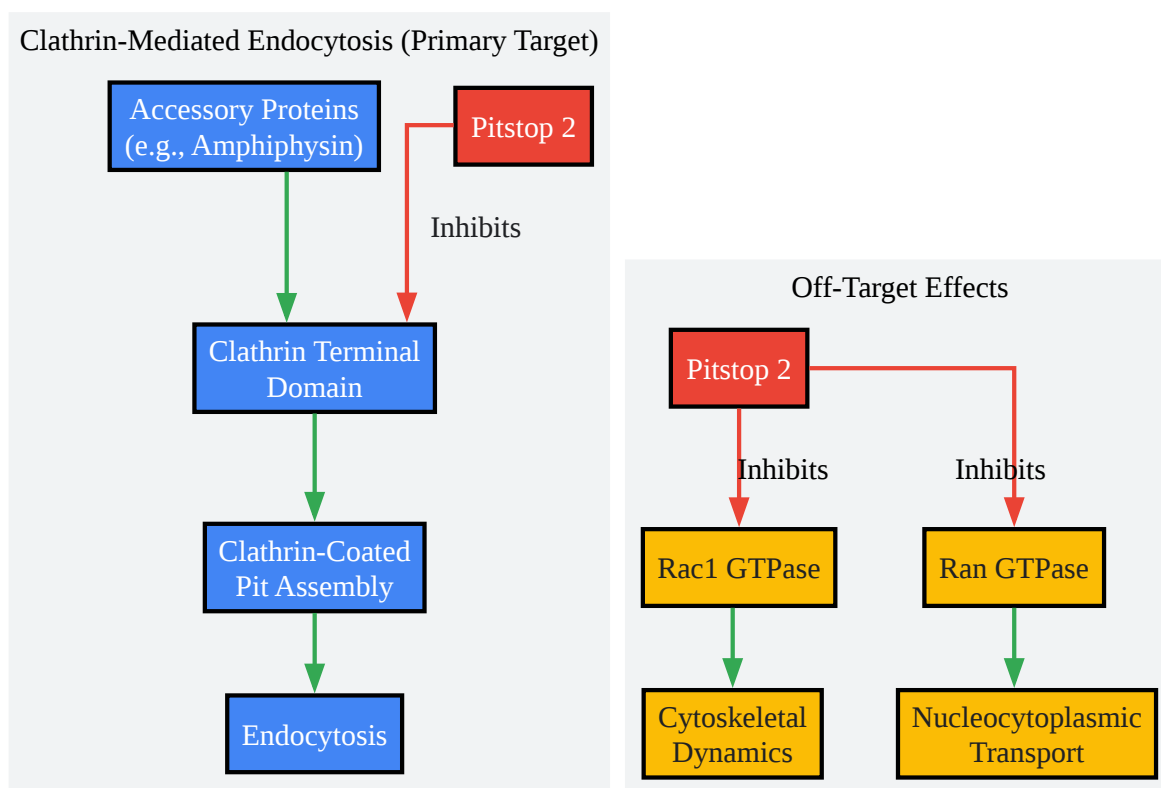 Clathrin-Mediated Endocytosis (Primary Target)
Accessory Proteins
(e.g., Amphiphysin)
Pitstop 2
Inhibits
Clathrin Terminal
Domain
Clathrin-Coated
Pit Assembly
Endocytosis
Off-Target Effects
Pitstop 2
Inhibits
Inhibits
Rac1 GTPase
Ran GTPase
Cytoskeletal
Dynamics
Nucleocytoplasmic
Transport